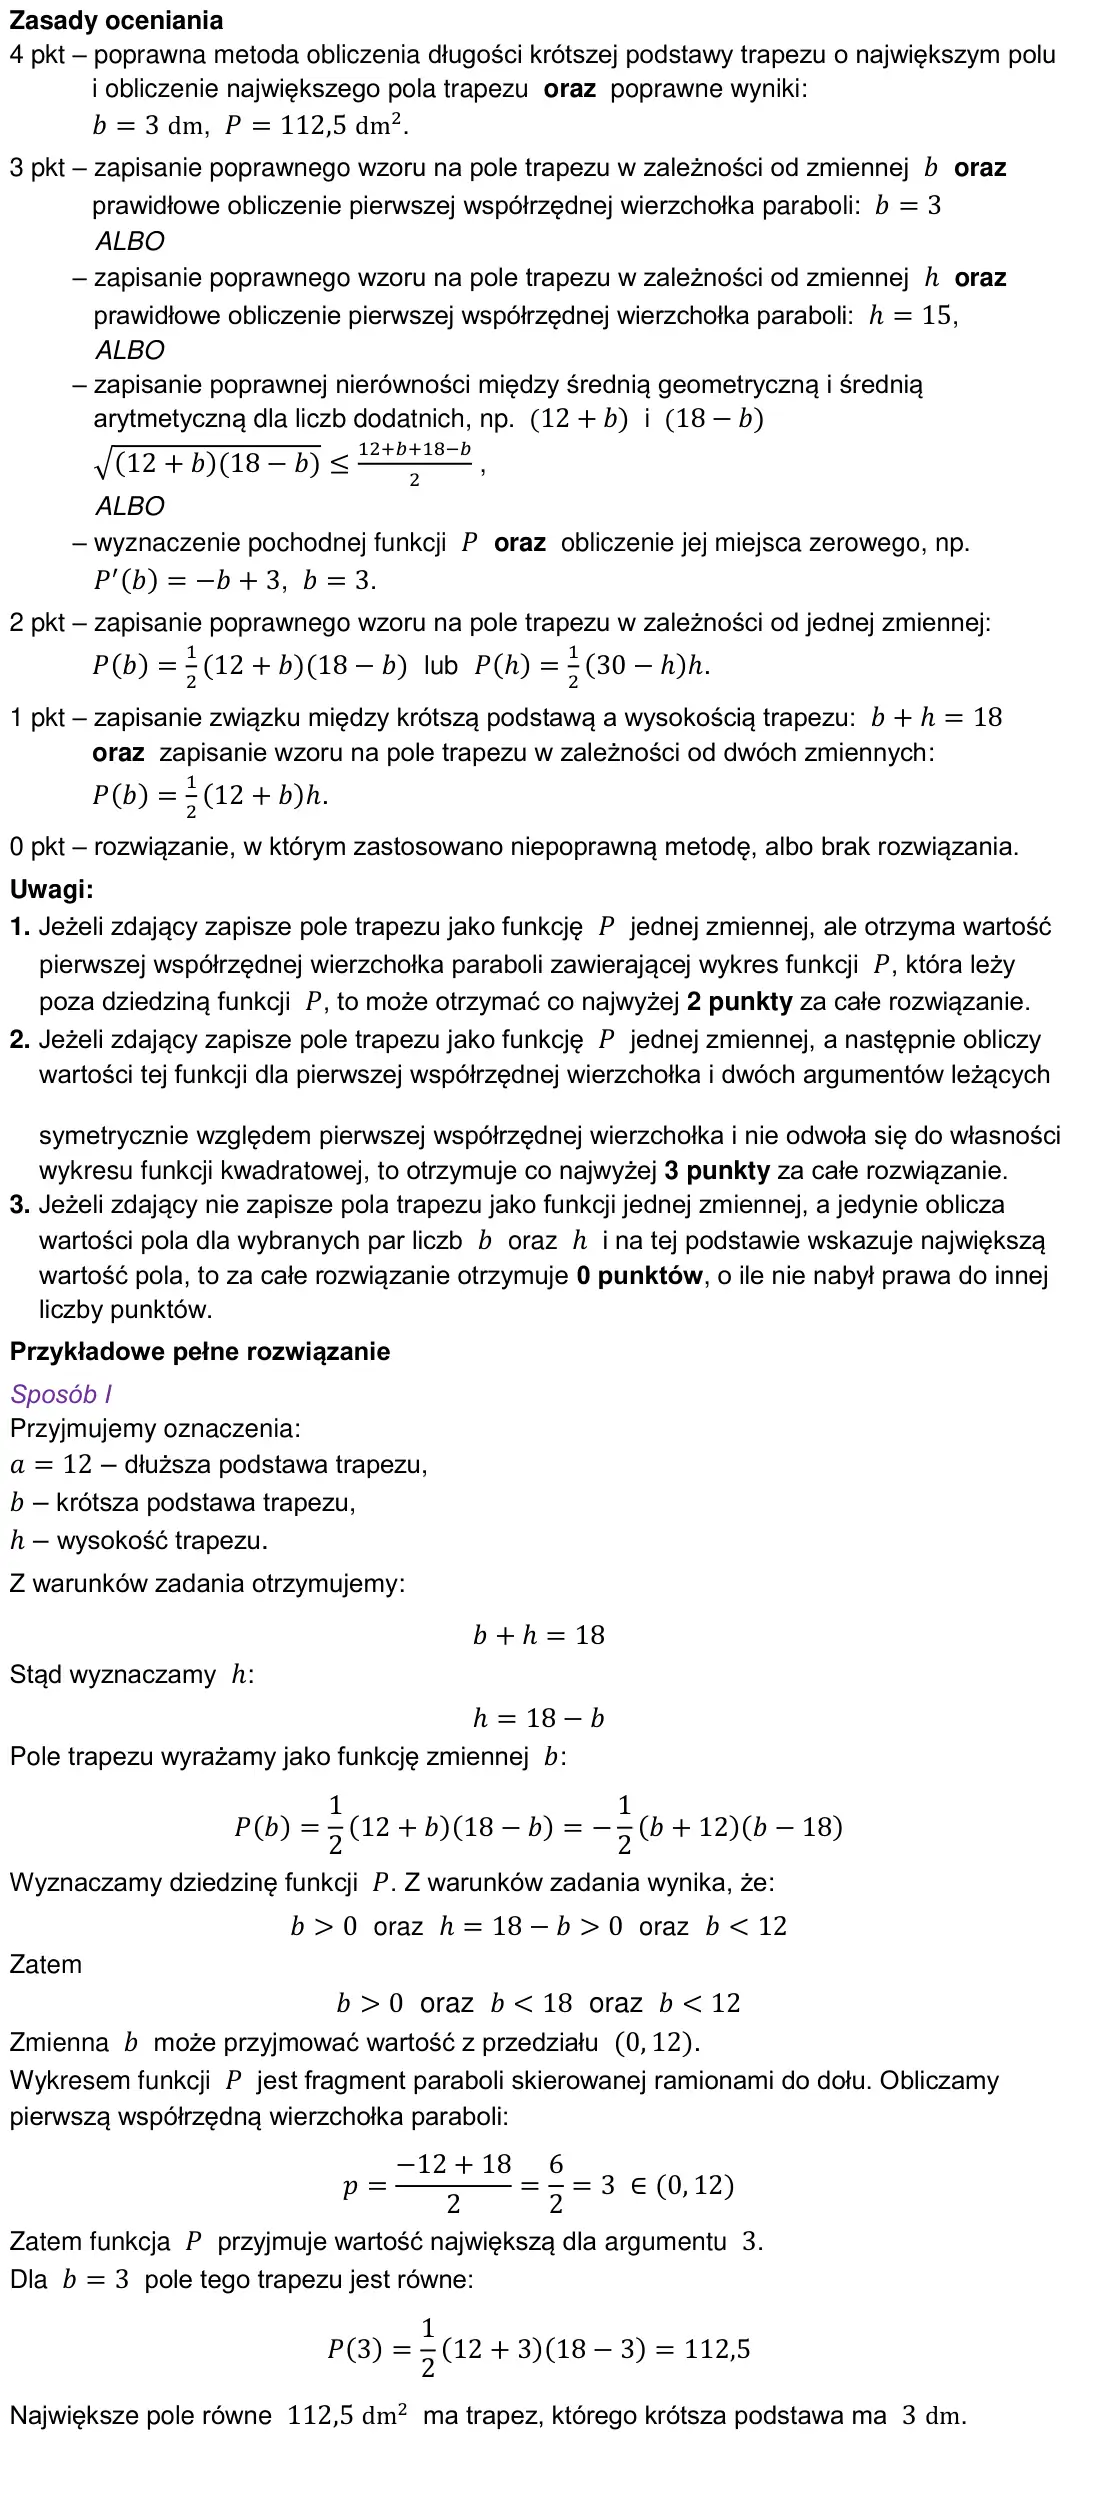 Zasady oceniania
4 pkt – poprawna metoda obliczenia długości krótszej podstawy trapezu o największym polu
i obliczenie największego pola trapezu oraz poprawne wyniki:
b = 3 dm, P = 112,5 dm².
3 pkt – zapisanie poprawnego wzoru na pole trapezu w zależności od zmiennej b oraz
prawidłowe obliczenie pierwszej współrzędnej wierzchołka paraboli: b = 3
ALBO
– zapisanie poprawnego wzoru na pole trapezu w zależności od zmiennej h oraz
prawidłowe obliczenie pierwszej współrzędnej wierzchołka paraboli: h = 15,
ALBO
– zapisanie poprawnej nierówności między średnią geometryczną i średnią
arytmetyczną dla liczb dodatnich, np. (12 + b) i (18 − b)
√((12 + b)(18 − b)) ≤ (12+b+18−b)/2 ,
ALBO
– wyznaczenie pochodnej funkcji P oraz obliczenie jej miejsca zerowego, np.
P′(b) = −b + 3, b = 3.
2 pkt – zapisanie poprawnego wzoru na pole trapezu w zależności od jednej zmiennej:
P(b) = 1/2 (12 + b)(18 − b) lub P(h) = 1/2 (30 − h)h.
1 pkt – zapisanie związku między krótszą podstawą a wysokością trapezu: b + h = 18
oraz zapisanie wzoru na pole trapezu w zależności od dwóch zmiennych:
P(b) = 1/2 (12 + b)h.
0 pkt – rozwiązanie, w którym zastosowano niepoprawną metodę, albo brak rozwiązania.
Uwagi:
1. Jeżeli zdający zapisze pole trapezu jako funkcję P jednej zmiennej, ale otrzyma wartość
pierwszej współrzędnej wierzchołka paraboli zawierającej wykres funkcji P, która leży
poza dziedziną funkcji P, to może otrzymać co najwyżej 2 punkty za całe rozwiązanie.
2. Jeżeli zdający zapisze pole trapezu jako funkcję P jednej zmiennej, a następnie obliczy
wartości tej funkcji dla pierwszej współrzędnej wierzchołka i dwóch argumentów leżących
symetrycznie względem pierwszej współrzędnej wierzchołka i nie odwoła się do własności
wykresu funkcji kwadratowej, to otrzymuje co najwyżej 3 punkty za całe rozwiązanie.
3. Jeżeli zdający nie zapisze pola trapezu jako funkcji jednej zmiennej, a jedynie oblicza
wartości pola dla wybranych par liczb b oraz h i na tej podstawie wskazuje największą
wartość pola, to za całe rozwiązanie otrzymuje 0 punktów, o ile nie nabył prawa do innej
liczby punktów.
Przykładowe pełne rozwiązanie
Sposób I
Przyjmujemy oznaczenia:
a = 12 – dłuższa podstawa trapezu,
b – krótsza podstawa trapezu,
h – wysokość trapezu.
Z warunków zadania otrzymujemy:
b + h = 18
Stąd wyznaczamy h:
h = 18 − b
Pole trapezu wyrażamy jako funkcję zmiennej b:
P(b) = 1/2 (12 + b)(18 − b) = −1/2 (b + 12)(b − 18)
Wyznaczamy dziedzinę funkcji P. Z warunków zadania wynika, że:
b > 0 oraz h = 18 − b > 0 oraz b < 12
Zatem
b > 0 oraz b < 18 oraz b < 12
Zmienna b może przyjmować wartość z przedziału (0, 12).
Wykresem funkcji P jest fragment paraboli skierowanej ramionami do dołu. Obliczamy
pierwszą współrzędną wierzchołka paraboli:
p = (−12 + 18)/2 = 6/2 = 3 ∈ (0, 12)
Zatem funkcja P przyjmuje wartość największą dla argumentu 3.
Dla b = 3 pole tego trapezu jest równe:
P(3) = 1/2 (12 + 3)(18 − 3) = 112,5
Największe pole równe 112,5 dm² ma trapez, którego krótsza podstawa ma 3 dm.